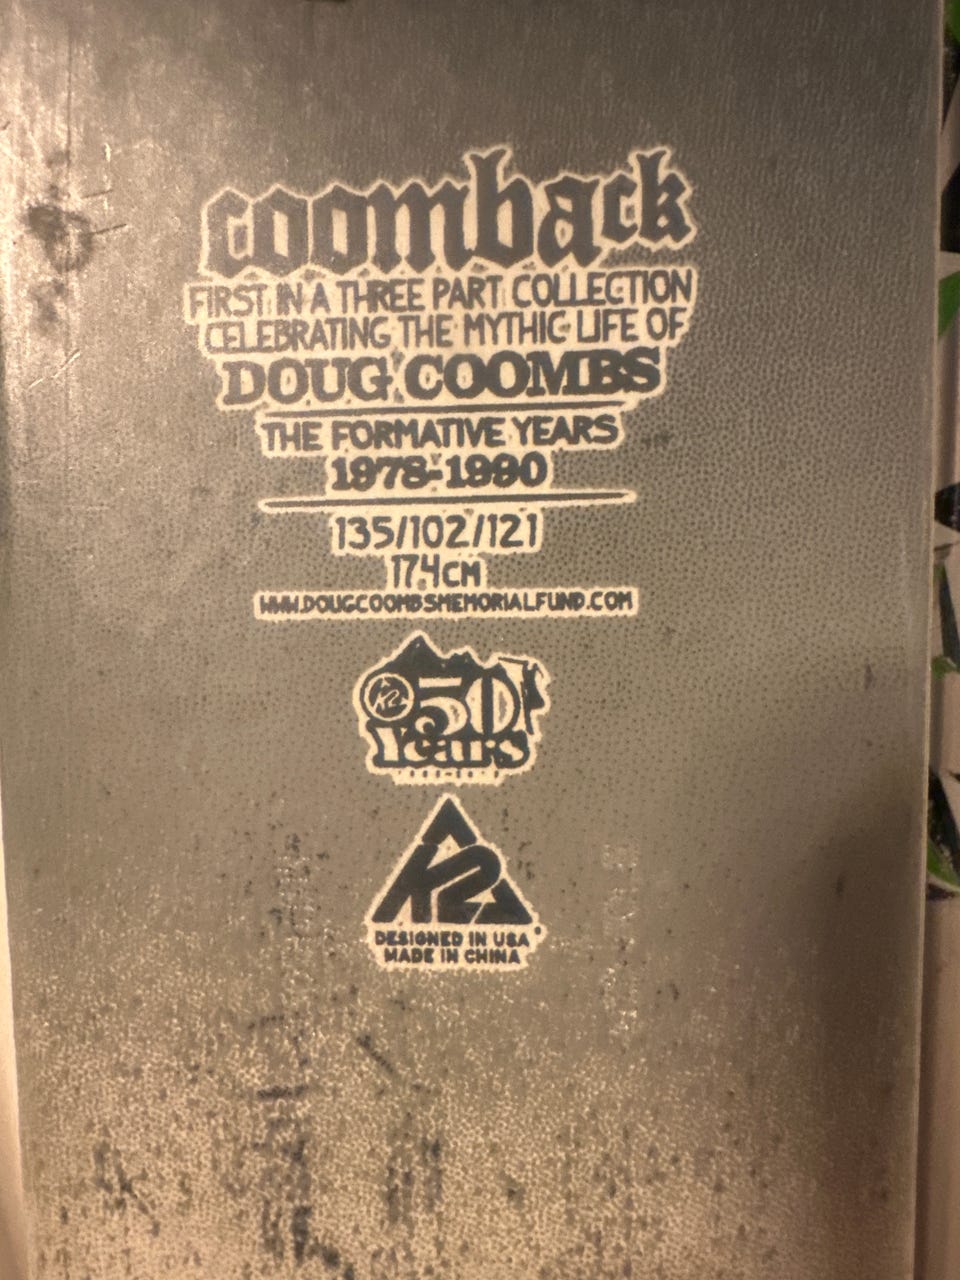 coomback
FIRST IN A THREE PART COLLECTION
CELEBRATING THE MYTHIC LIFE OF
DOUG COOMBS
THE FORMATIVE YEARS
1978-1990
135/102/121
174CM
WWW.DOUGCOOMBSMEMORIALFUND.COM
K2 50
Years
K2
DESIGNED IN USA
MADE IN CHINA